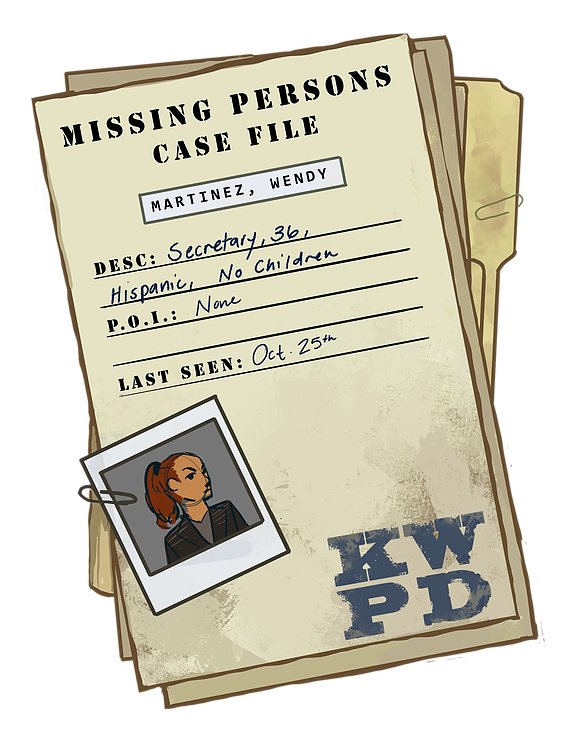 MISSING PERSONS
CASE FILE
MARTINEZ, WENDY
DESC: Secretary, 36,
Hispanic, No Children
P.O.I.: None
LAST SEEN: Oct. 25th
KW
PD